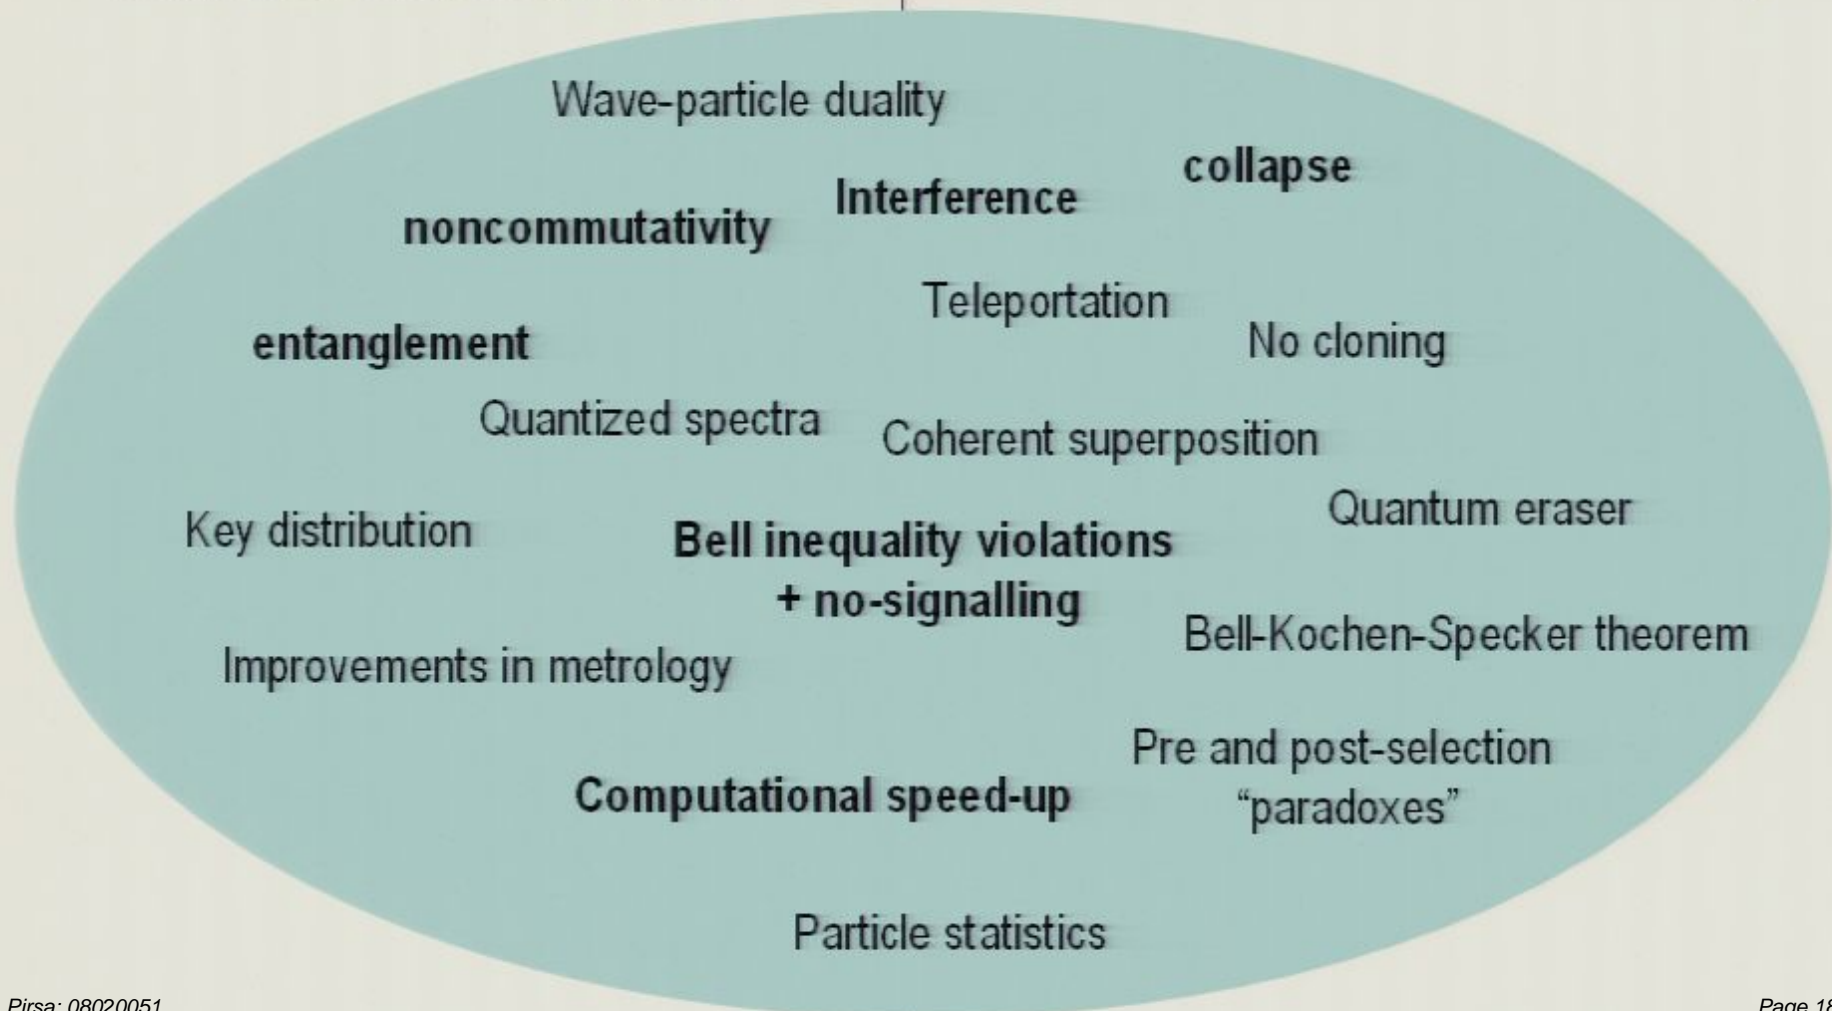 Wave-particle duality
collapse
Interference
noncommutativity
Teleportation
No cloning
entanglement
Quantized spectra
Coherent superposition
Quantum eraser
Key distribution
Bell inequality violations
+ no-signalling
Bell-Kochen-Specker theorem
Improvements in metrology
Pre and post-selection
“paradoxes”
Computational speed-up
Particle statistics
Pirsa: 08020051
Page 18